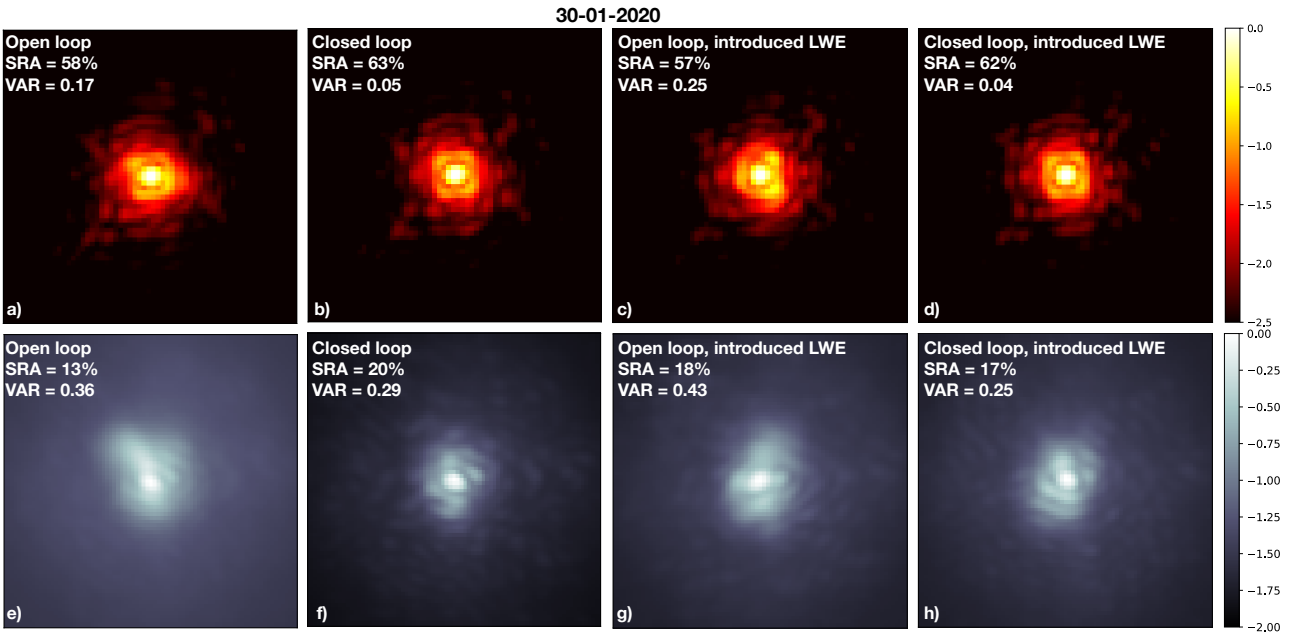 30-01-2020
Open loop
SRA = 58%
VAR = 0.17
a)
Closed loop
SRA = 63%
VAR = 0.05
b)
Open loop, introduced LWE
SRA = 57%
VAR = 0.25
c)
Closed loop, introduced LWE
SRA = 62%
VAR = 0.04
d)
0.0
−0.5
−1.0
−1.5
−2.0
−2.5
Open loop
SRA = 13%
VAR = 0.36
e)
Closed loop
SRA = 20%
VAR = 0.29
f)
Open loop, introduced LWE
SRA = 18%
VAR = 0.43
g)
Closed loop, introduced LWE
SRA = 17%
VAR = 0.25
h)
0.00
−0.25
−0.50
−0.75
−1.00
−1.25
−1.50
−1.75
−2.00